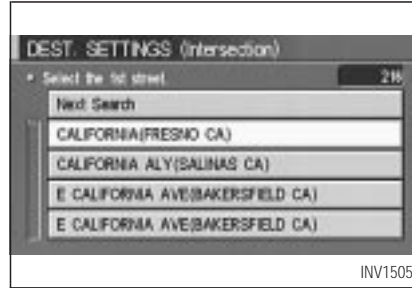 DEST. SETTINGS (Intersection)
• Select the 1st street. 216
Next Search
CALIFORNIA(FRESNO CA)
CALIFORNIA ALY(SALINAS CA)
E CALIFORNIA AVE(BAKERSFIELD CA)
E CALIFORNIA AVE(BAKERSFIELD CA)
INV1505